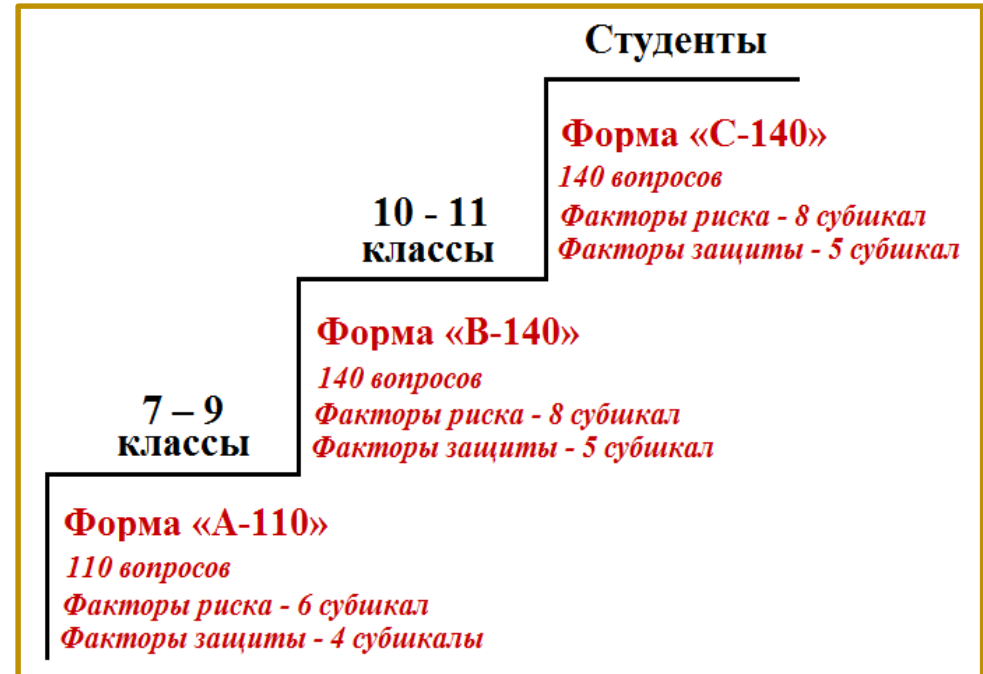 Студенты
Форма «С-140»
140 вопросов
Факторы риска - 8 субшкал
Факторы защиты - 5 субшкал
10 - 11
классы
Форма «В-140»
140 вопросов
Факторы риска - 8 субшкал
Факторы защиты - 5 субшкал
7 – 9
классы
Форма «А-110»
110 вопросов
Факторы риска - 6 субшкал
Факторы защиты - 4 субшкалы